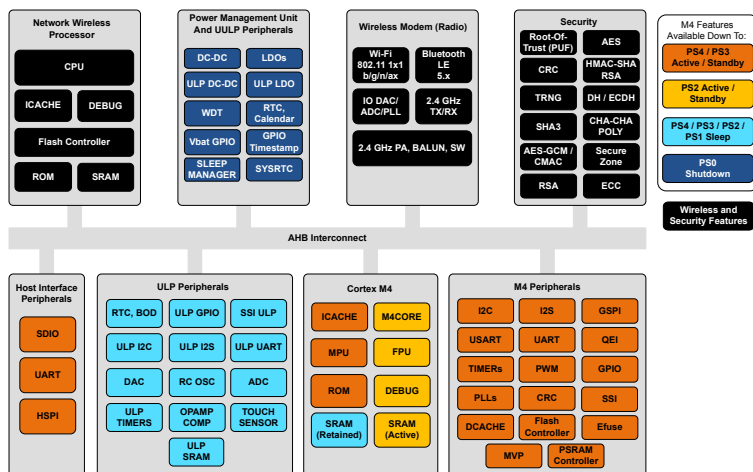 Network Wireless
Processor
CPU
ICACHE
DEBUG
Flash Controller
ROM
SRAM
Power Management Unit
And UULP Peripherals
DC-DC
LDOs
ULP DC-DC
ULP LDO
WDT
RTC,
Calendar
Vbat GPIO
GPIO
Timestamp
SLEEP
MANAGER
SYSRTC
Wireless Modem (Radio)
Wi-Fi
802.11 1x1
b/g/n/ax
Bluetooth
LE
5.x
IO DAC/
ADC/PLL
2.4 GHz
TX/RX
2.4 GHz PA, BALUN, SW
Security
Root-Of-
Trust (PUF)
AES
CRC
HMAC-SHA
RSA
TRNG
DH / ECDH
SHA3
CHA-CHA
POLY
AES-GCM /
CMAC
Secure
Zone
RSA
ECC
M4 Features
Available Down To:
PS4 / PS3
Active / Standby
PS2 Active /
Standby
PS4 / PS3 / PS2 /
PS1 Sleep
PS0
Shutdown
Wireless and
Security Features
AHB Interconnect
Host Interface
Peripherals
SDIO
UART
HSPI
ULP Peripherals
RTC, BOD
ULP GPIO
SSI ULP
ULP I2C
ULP I2S
ULP UART
DAC
RC OSC
ADC
ULP
TIMERS
OPAMP
COMP
TOUCH
SENSOR
ULP
SRAM
Cortex M4
ICACHE
M4CORE
MPU
FPU
ROM
DEBUG
SRAM
(Retained)
SRAM
(Active)
M4 Peripherals
I2C
I2S
GSPI
USART
UART
QEI
TIMERs
PWM
GPIO
PLLs
CRC
SSI
DCACHE
Flash
Controller
Efuse
MVP
PSRAM
Controller